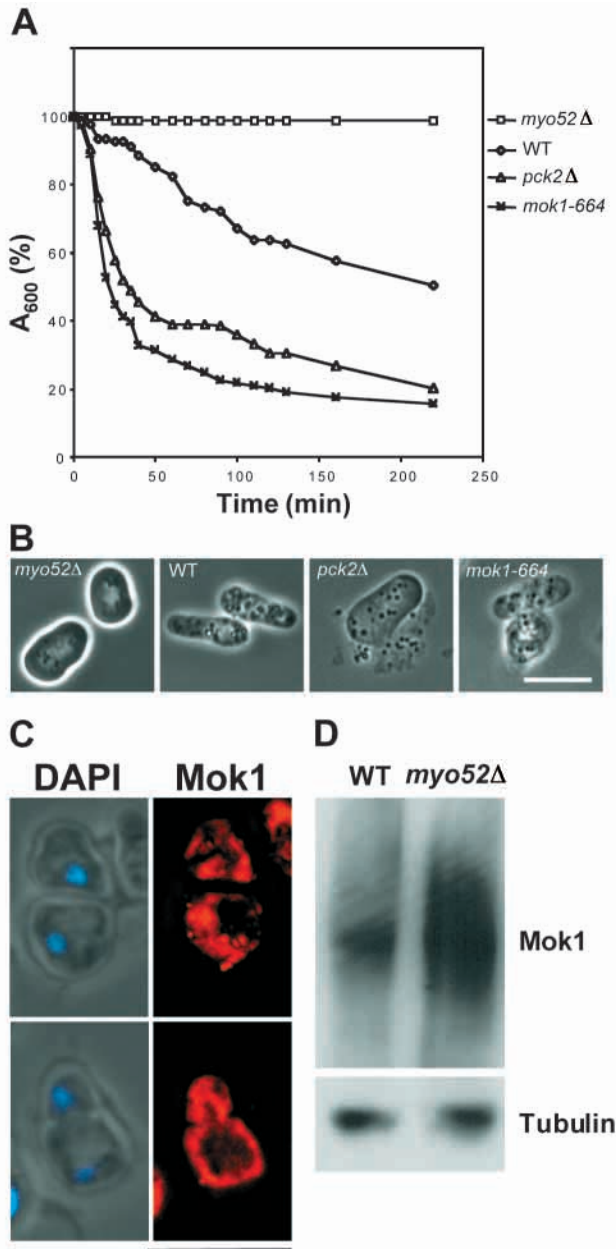 A
100
80
60
40
20
0
A600 (%)
0 50 100 150 200 250
Time (min)
myo52Δ
WT
pck2Δ
mok1-664
B
myo52Δ
WT
pck2Δ
mok1-664
C
DAPI Mok1
D
WT myo52Δ
Mok1
Tubulin